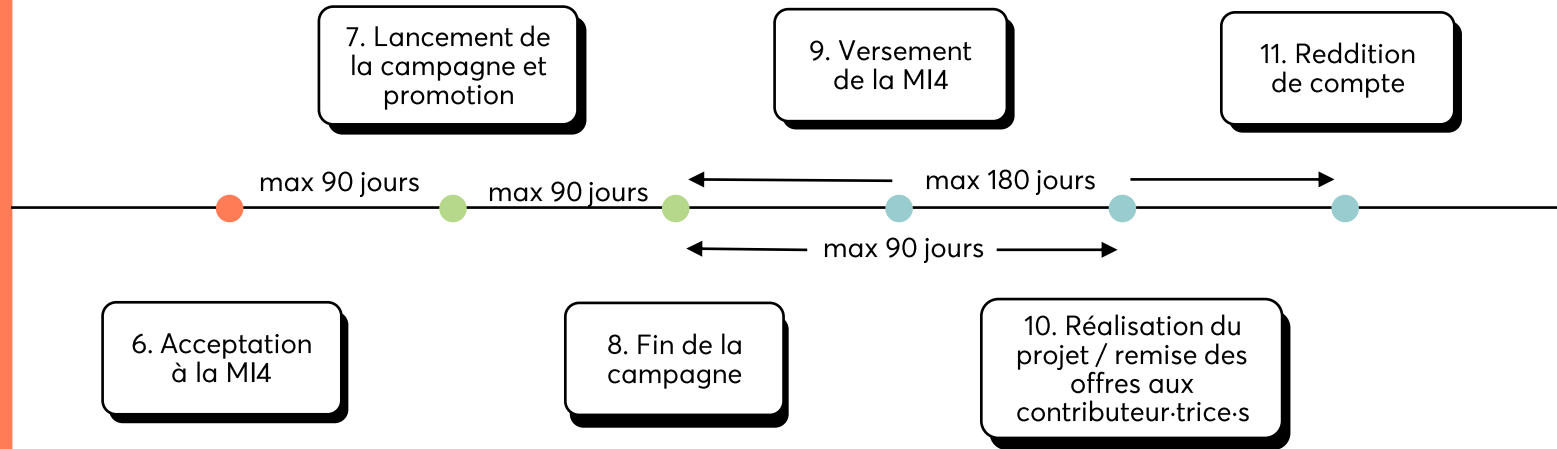 7. Lancement de
la campagne et
promotion
9. Versement
de la MI4
11. Reddition
de compte
max 90 jours
max 90 jours
max 180 jours
max 90 jours
6. Acceptation
à la MI4
8. Fin de la
campagne
10. Réalisation du
projet / remise des
offres aux
contributeur·trice·s